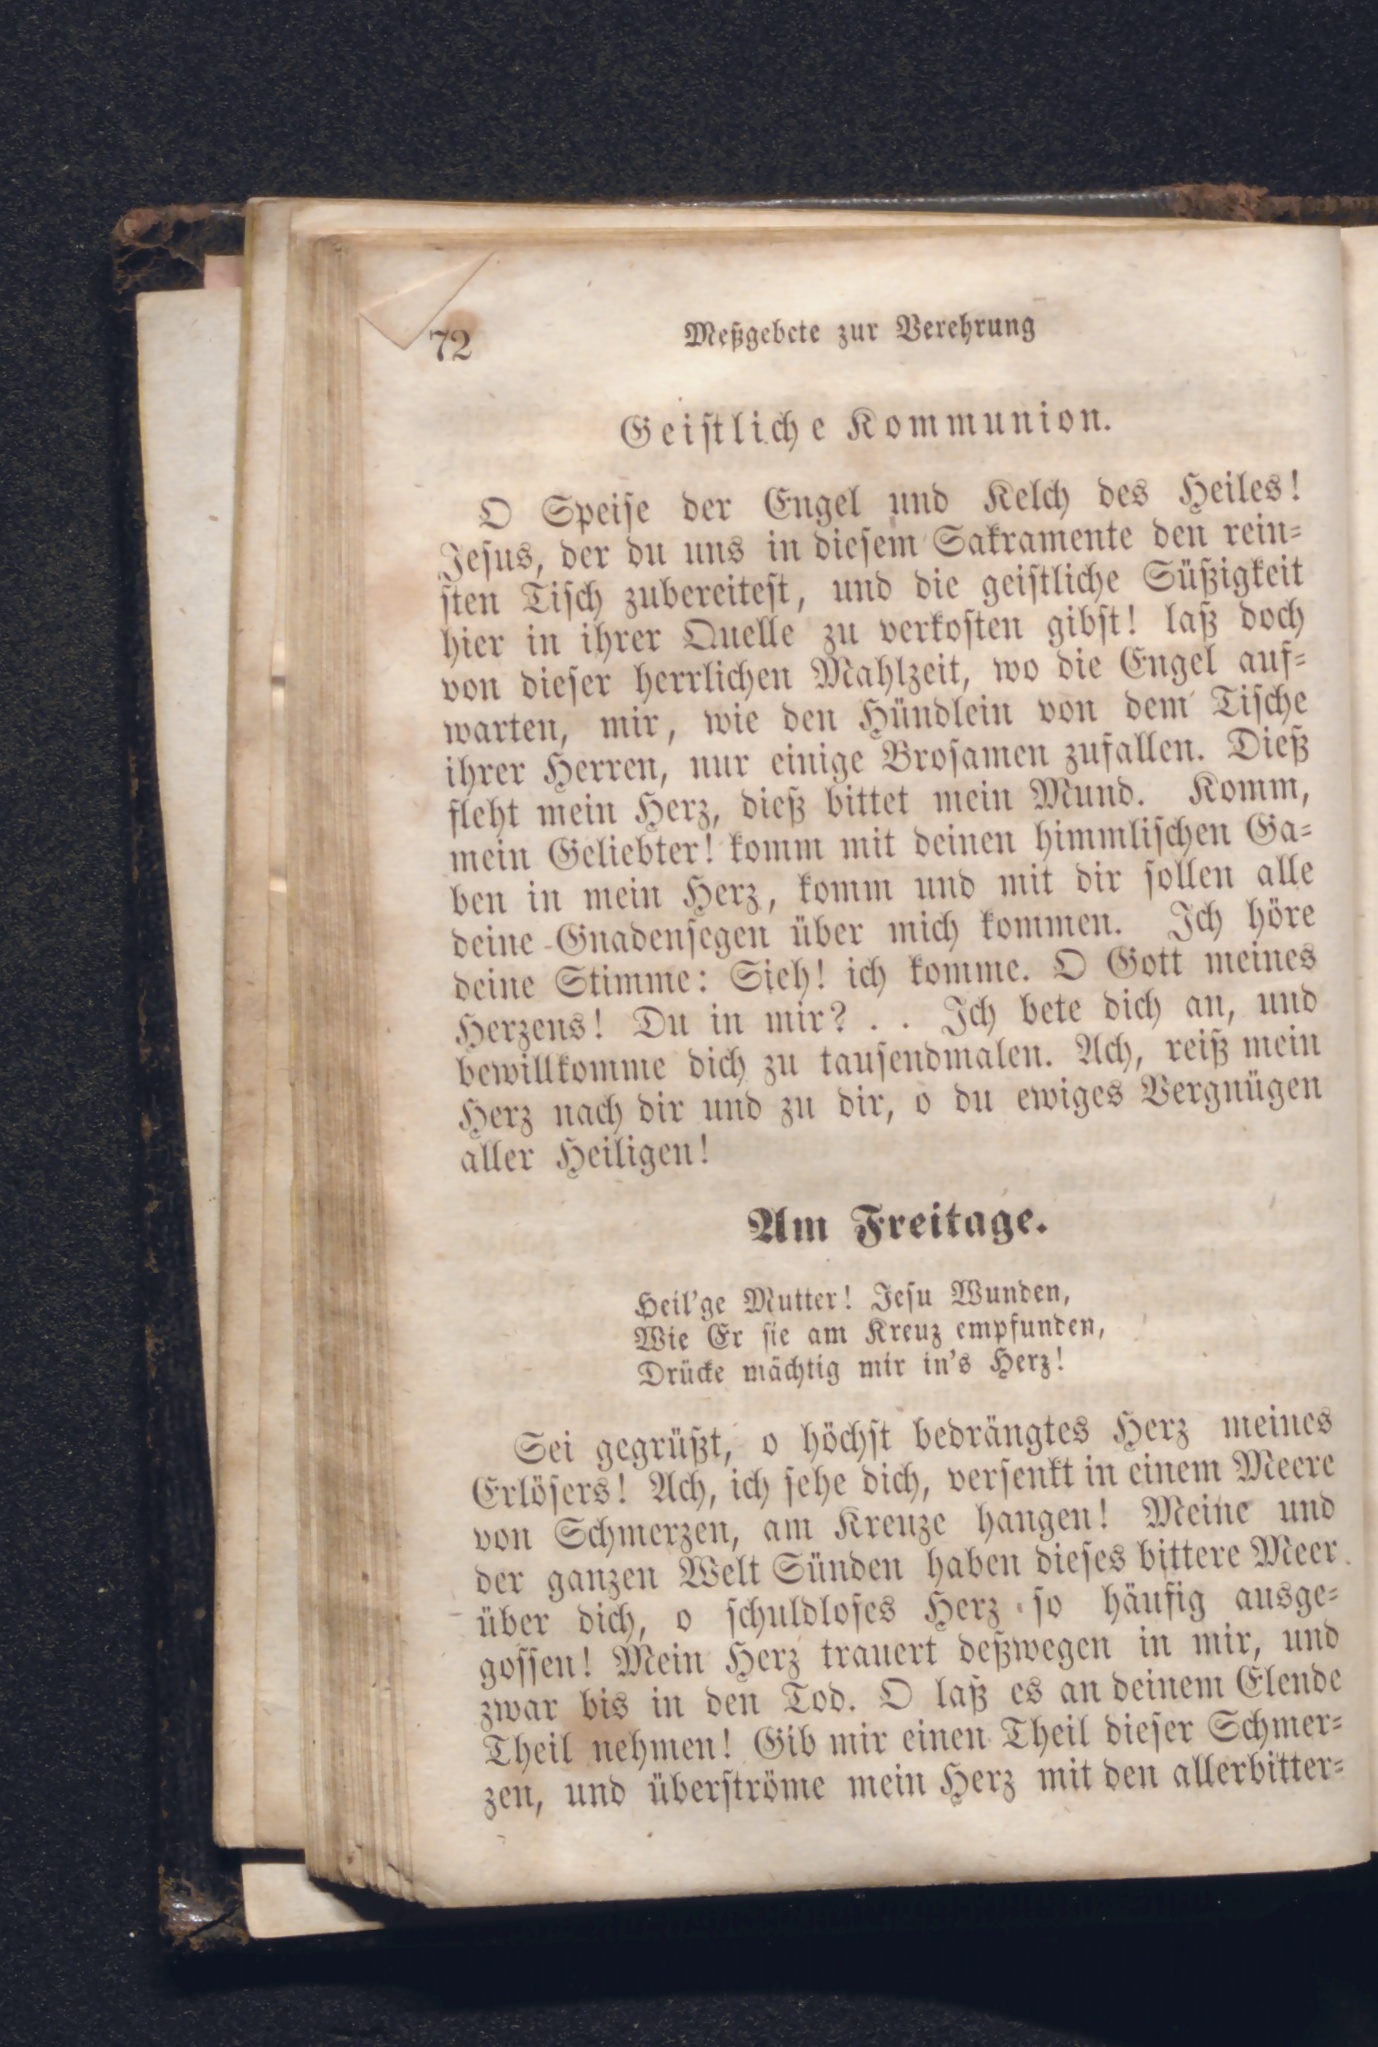 72
Meßgebete zur Verehrung
Geistliche Kommunion.
O Speise der Engel und Kelch des Heiles!
Jesus, der du uns in diesem Sakramente den rein=
sten Tisch zubereitest, und die geistliche Süßigkeit
hier in ihrer Quelle zu verkosten gibst! laß doch
von dieser herrlichen Mahlzeit, wo die Engel auf=
warten, mir, wie den Hündlein von dem Tische
ihrer Herren, nur einige Brosamen zufallen. Dieß
fleht mein Herz, dieß bittet mein Mund. Komm,
mein Geliebter! komm mit deinen himmlischen Ga=
ben in mein Herz, komm und mit dir sollen alle
deine Gnadensegen über mich kommen. Ich höre
deine Stimme: Sieh! ich komme. O Gott meines
Herzens! Du in mir? . . Ich bete dich an, und
bewillkomme dich zu tausendmalen. Ach, reiß mein
Herz nach dir und zu dir, o du ewiges Vergnügen
aller Heiligen!
Am Freitage.
Heil'ge Mutter! Jesu Wunden,
Wie Er sie am Kreuz empfunden,
Drücke mächtig mir in's Herz!
Sei gegrüßt, o höchst bedrängtes Herz meines
Erlösers! Ach, ich sehe dich, versenkt in einem Meere
von Schmerzen, am Kreuze hangen! Meine und
der ganzen Welt Sünden haben dieses bittere Meer
über dich, o schuldloses Herz so häufig ausge=
gossen! Mein Herz trauert deßwegen in mir, und
zwar bis in den Tod. O laß es an deinem Elende
Theil nehmen! Gib mir einen Theil dieser Schmer=
zen, und überströme mein Herz mit den allerbitter=